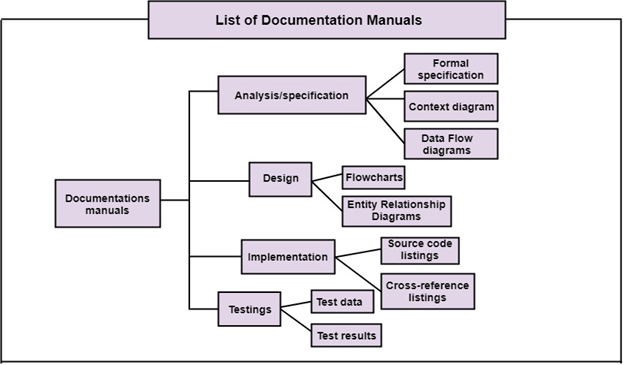 List of Documentation Manuals
Formal
specification
Analysis/specification
Context diagram
Data Flow
diagrams
Design
Flowcharts
Documentations
manuals
Entity Relationship
Diagrams
Source code
listings
Implementation
Cross-reference
listings
Testings
Test data
Test results